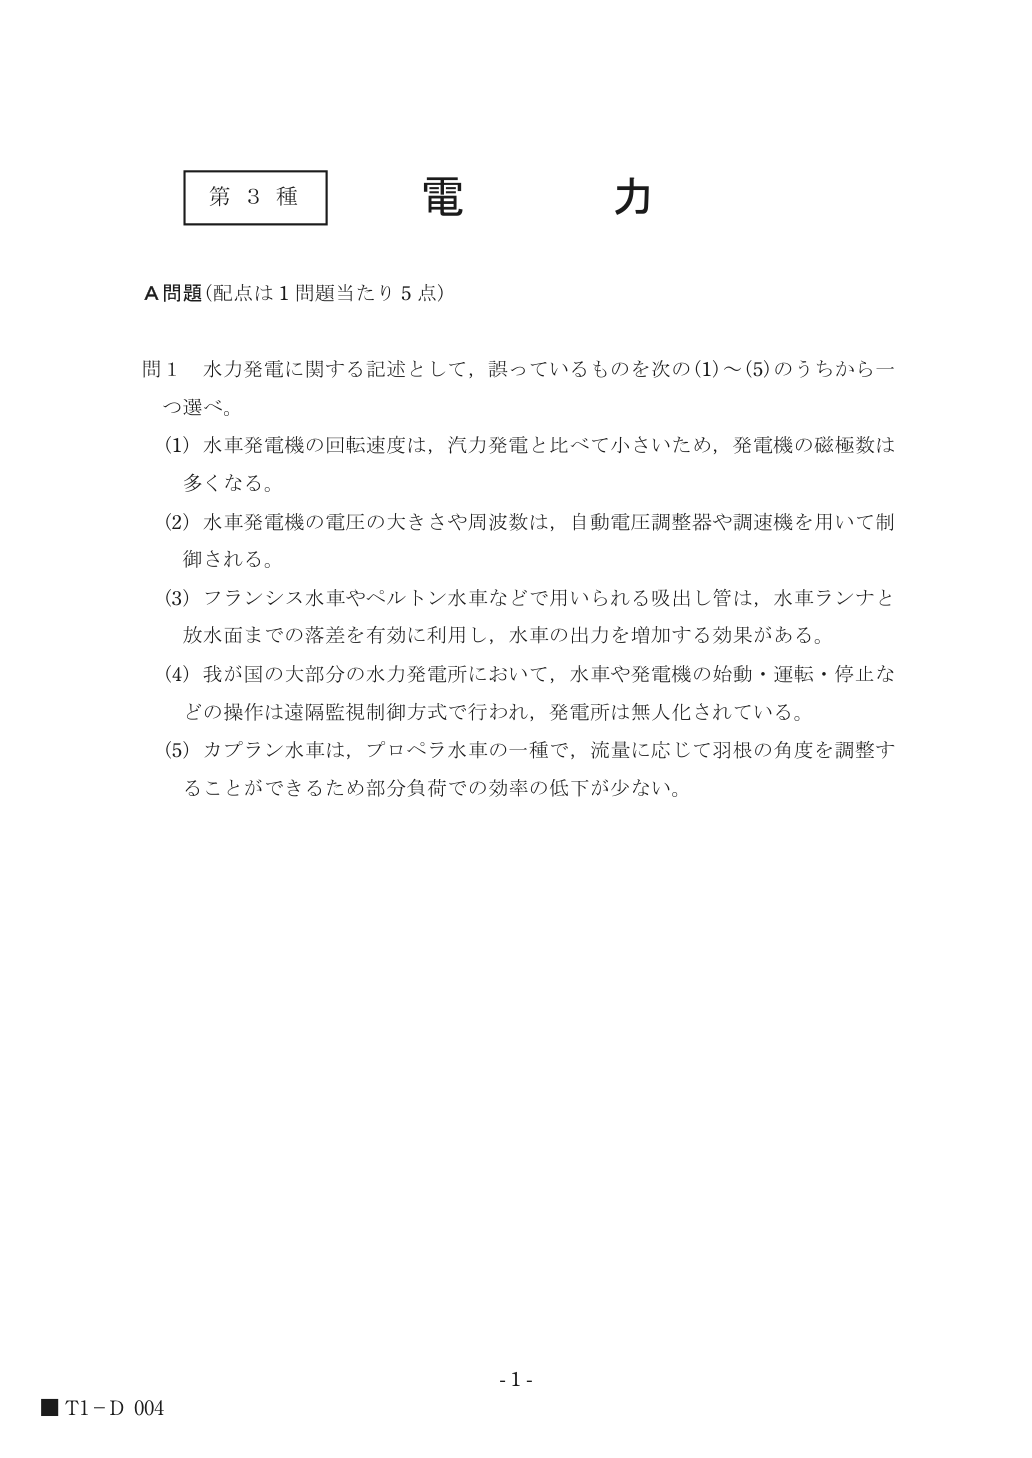 第 3 種
電 力
A問題(配点は 1 問題当たり 5 点)
問 1 水力発電に関する記述として，誤っているものを次の(1)～(5)のうちから一
つ選べ。
(1) 水車発電機の回転速度は，汽力発電と比べて小さいため，発電機の磁極数は
多くなる。
(2) 水車発電機の電圧の大きさや周波数は，自動電圧調整器や調速機を用いて制
御される。
(3) フランシス水車やペルトン水車などで用いられる吸出し管は，水車ランナと
放水面までの落差を有効に利用し，水車の出力を増加する効果がある。
(4) 我が国の大部分の水力発電所において，水車や発電機の始動・運転・停止な
どの操作は遠隔監視制御方式で行われ，発電所は無人化されている。
(5) カプラン水車は，プロペラ水車の一種で，流量に応じて羽根の角度を調整す
ることができるため部分負荷での効率の低下が少ない。
- 1 -
■ T1－D 004